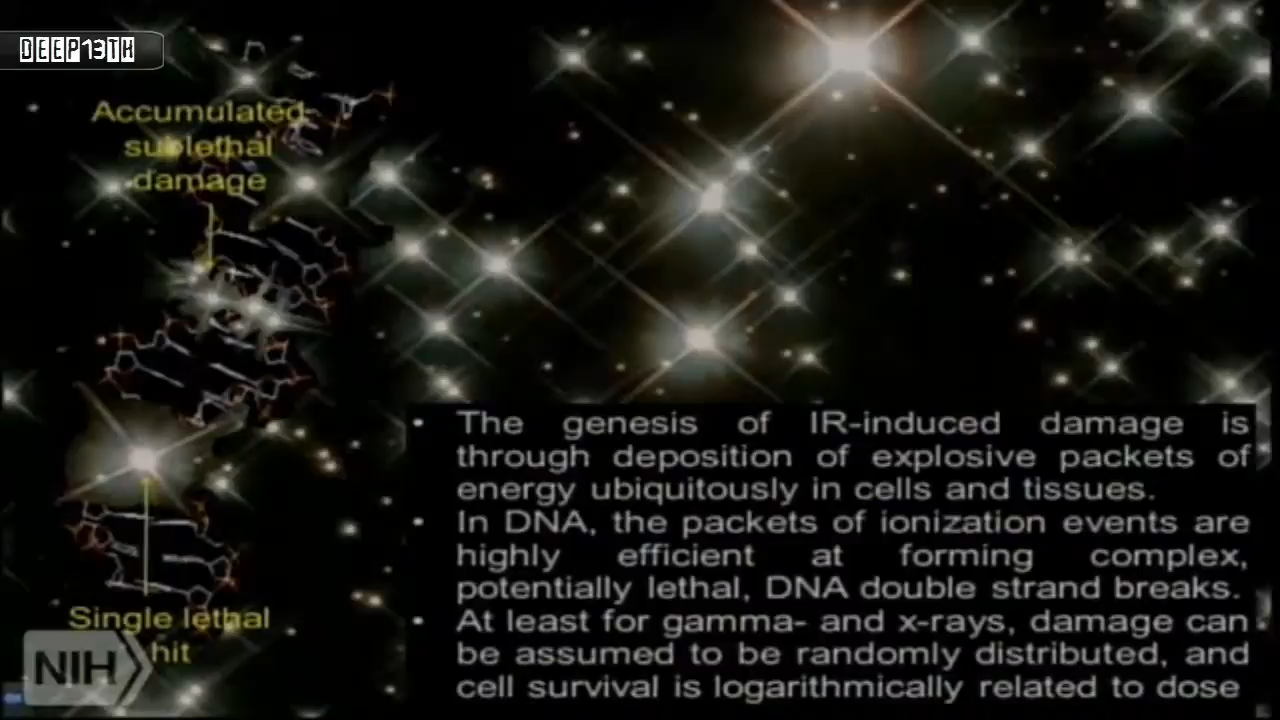 DEEP13TH
Accumulated
sublethal
damage
Single lethal
hit
NIH
• The genesis of IR-induced damage is
through deposition of explosive packets of
energy ubiquitously in cells and tissues.
• In DNA, the packets of ionization events are
highly efficient at forming complex,
potentially lethal, DNA double strand breaks.
• At least for gamma- and x-rays, damage can
be assumed to be randomly distributed, and
cell survival is logarithmically related to dose